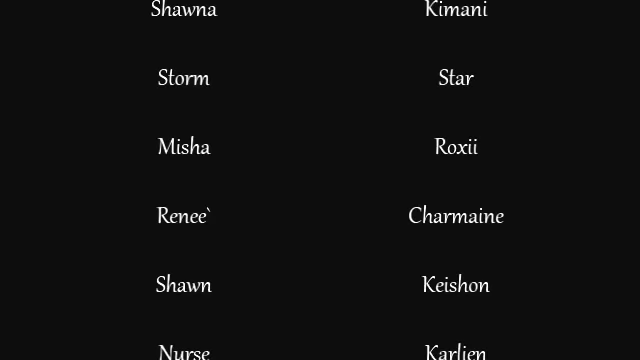 Shawna Kimani
Storm Star
Misha Roxii
Renee` Charmaine
Shawn Keishon
Nurse Karlien